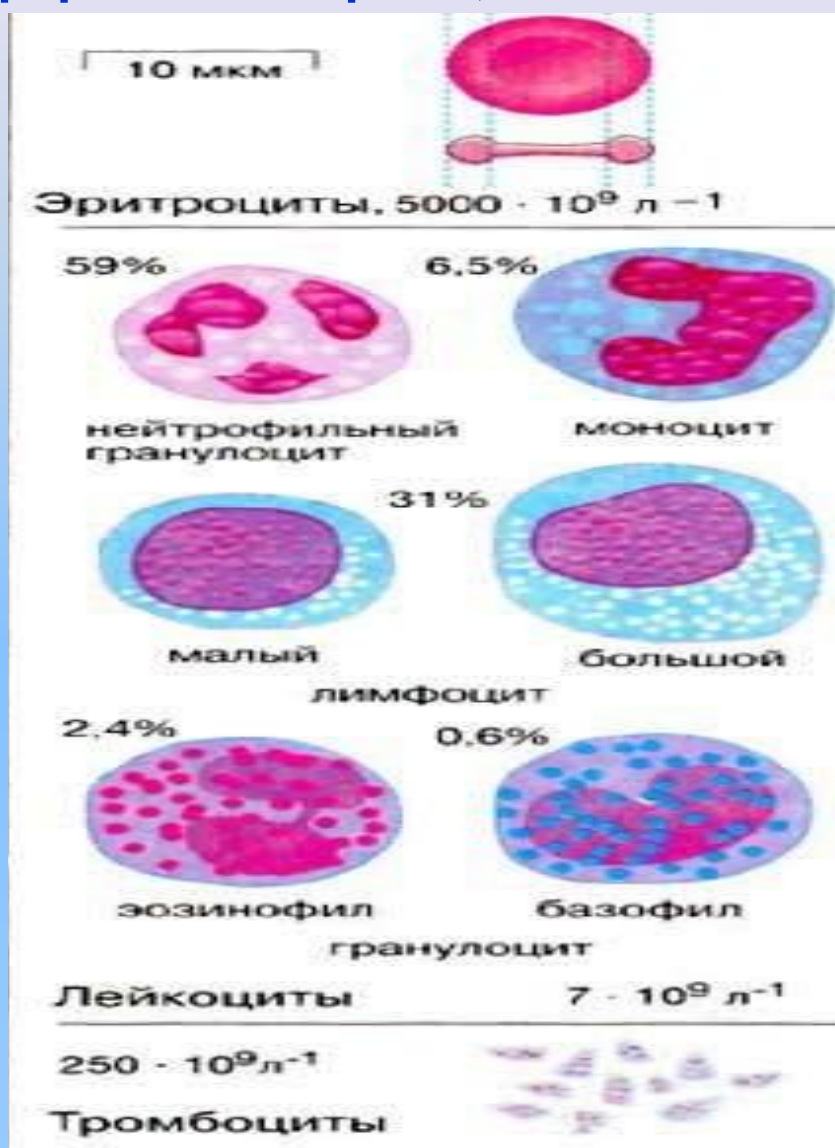 10 мкм
Эритроциты, 5000 · 10⁹ л –1
59% 6,5%
нейтрофильный
гранулоцит
моноцит
31%
малый большой
лимфоцит
2,4% 0,6%
эозинофил базофил
гранулоцит
Лейкоциты 7 · 10⁹ л⁻¹
250 · 10⁹л⁻¹
Тромбоциты